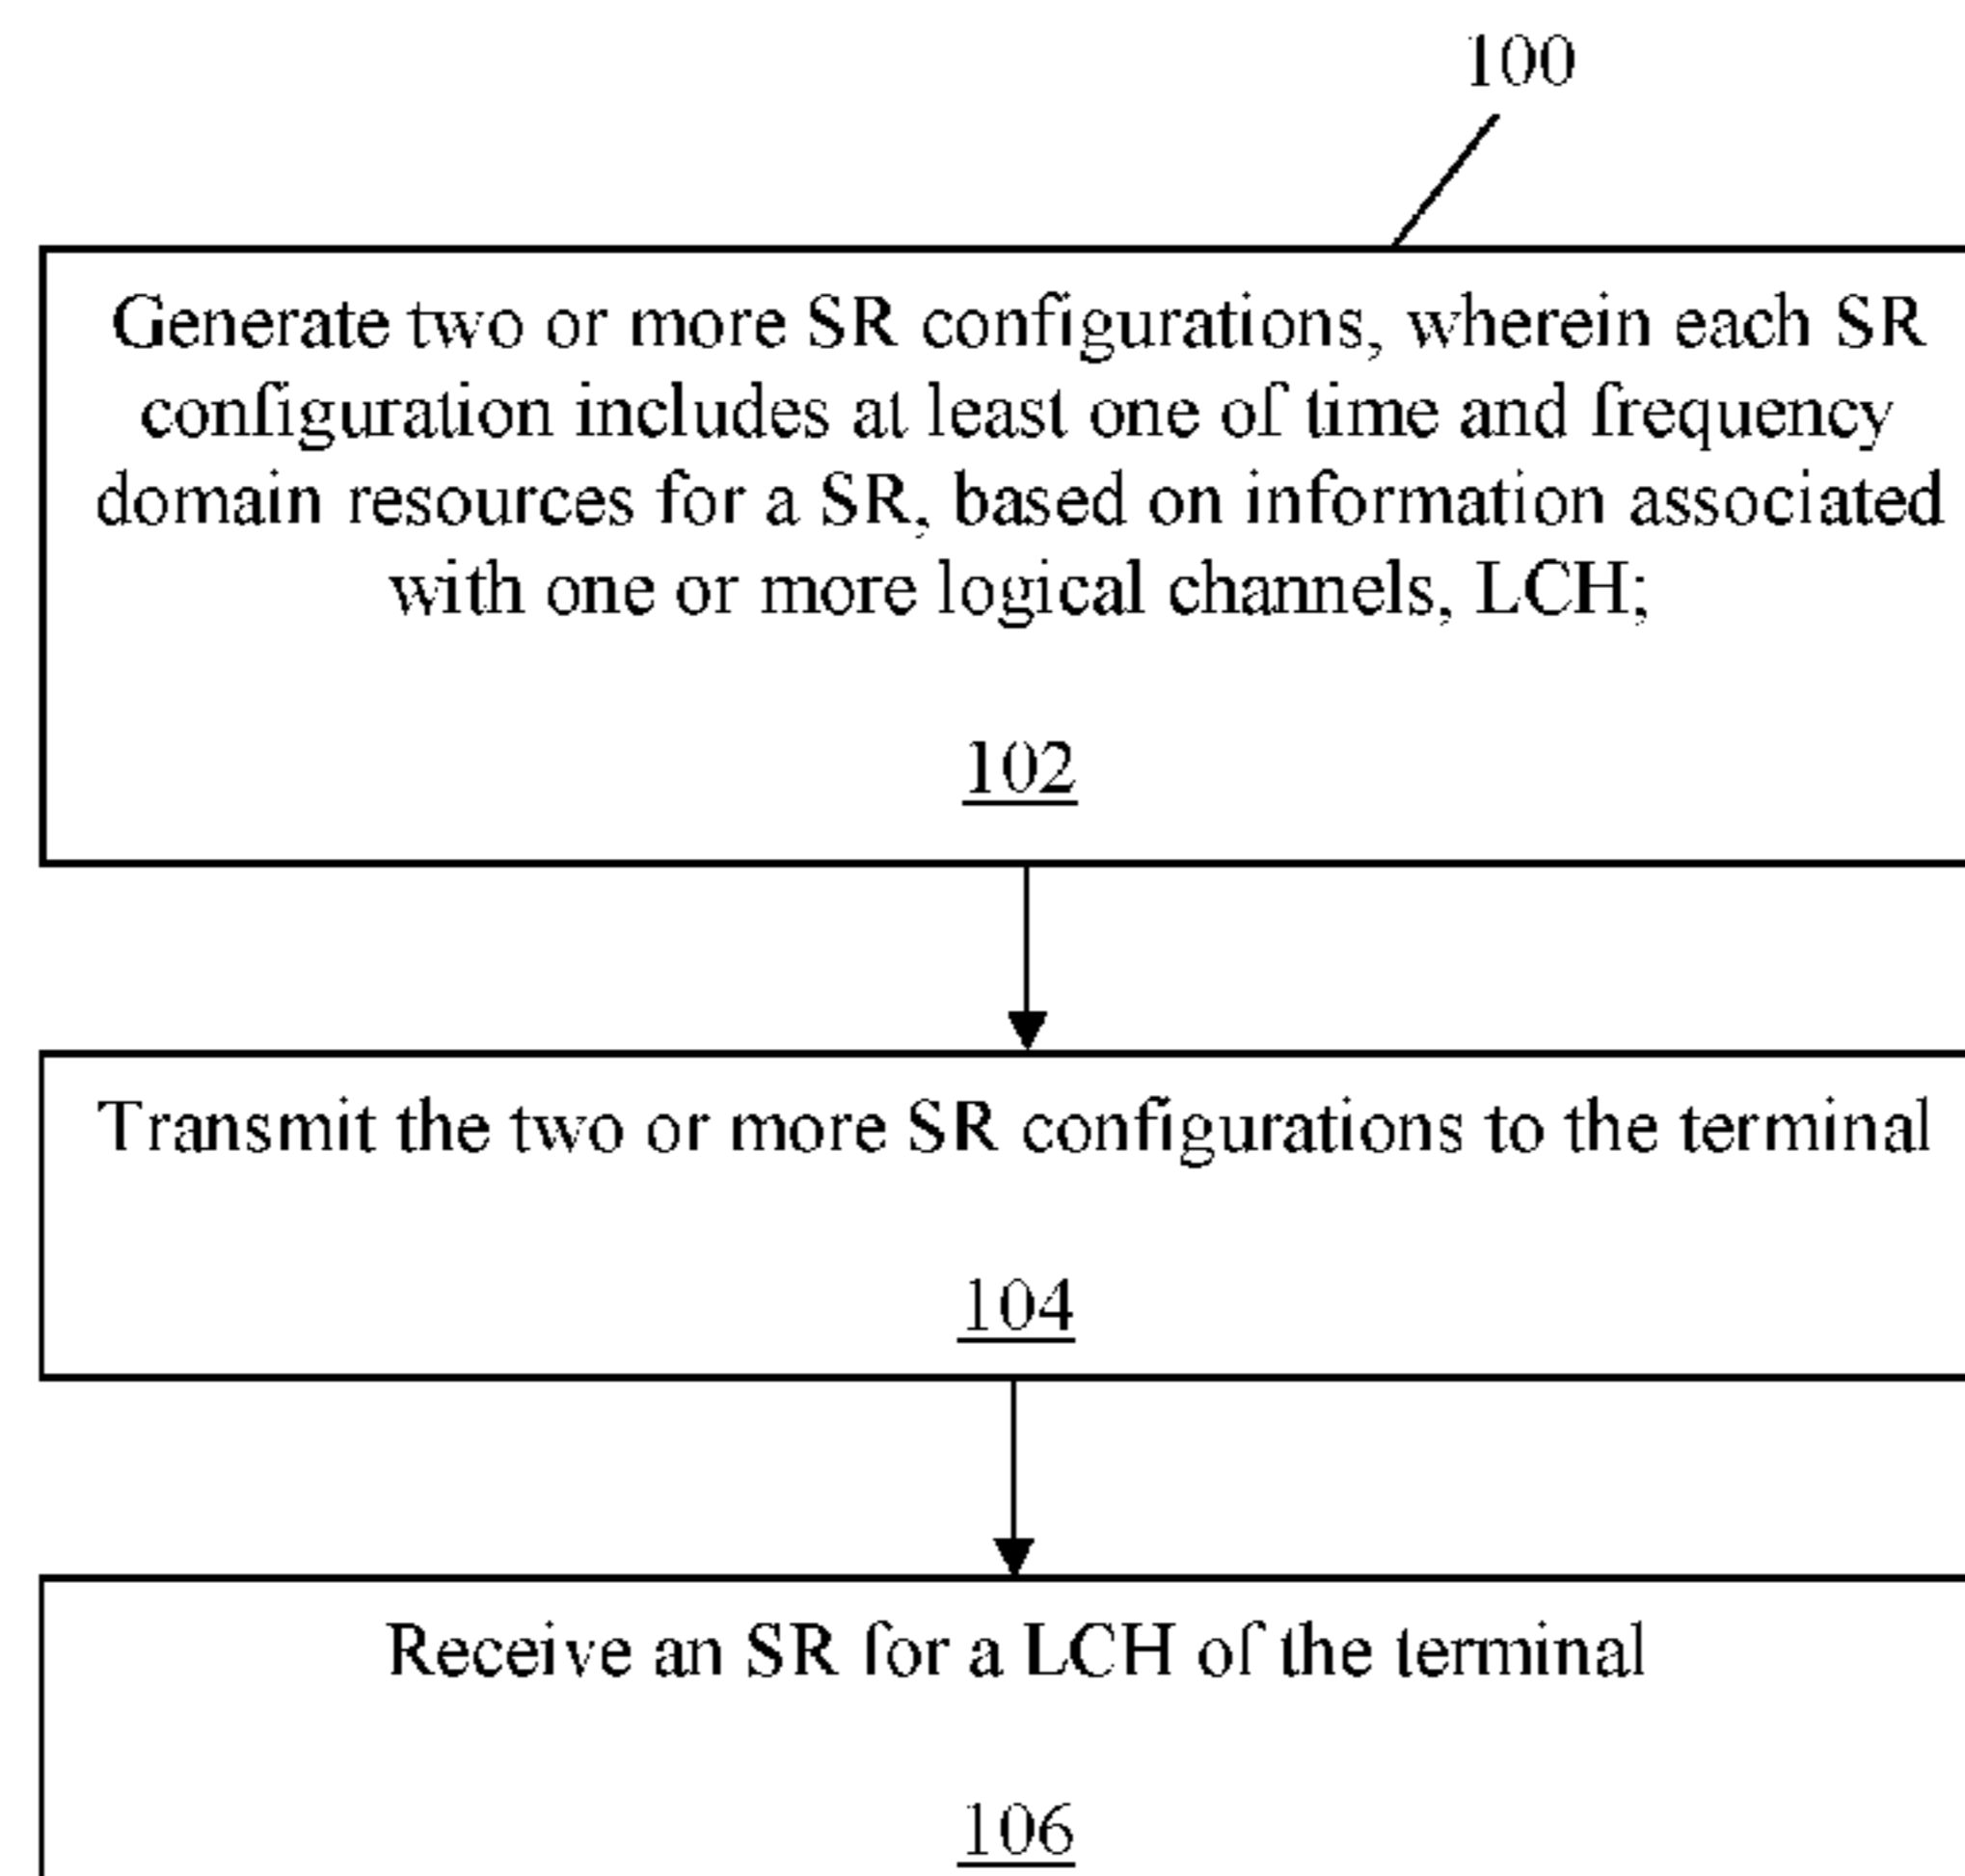 100
Generate two or more SR configurations, wherein each SR
configuration includes at least one of time and frequency
domain resources for a SR, based on information associated
with one or more logical channels, LCH;
102
Transmit the two or more SR configurations to the terminal
104
Receive an SR for a LCH of the terminal
106